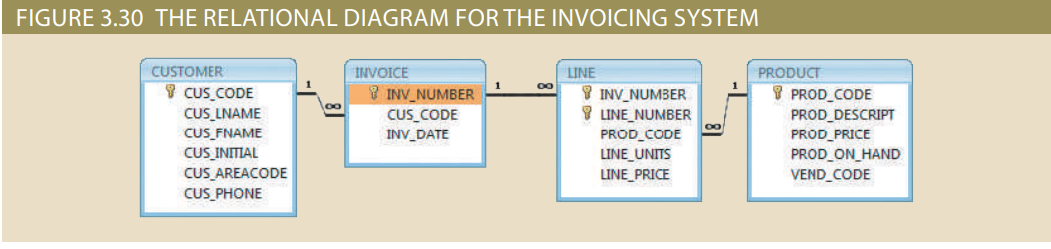 FIGURE 3.30 THE RELATIONAL DIAGRAM FOR THE INVOICING SYSTEM
CUSTOMER
CUS_CODE
CUS_LNAME
CUS_FNAME
CUS_INITIAL
CUS_AREACODE
CUS_PHONE
1
∞
INVOICE
INV_NUMBER
CUS_CODE
INV_DATE
1
∞
LINE
INV_NUMBER
LINE_NUMBER
PROD_CODE
LINE_UNITS
LINE_PRICE
∞
1
PRODUCT
PROD_CODE
PROD_DESCRIPT
PROD_PRICE
PROD_ON_HAND
VEND_CODE